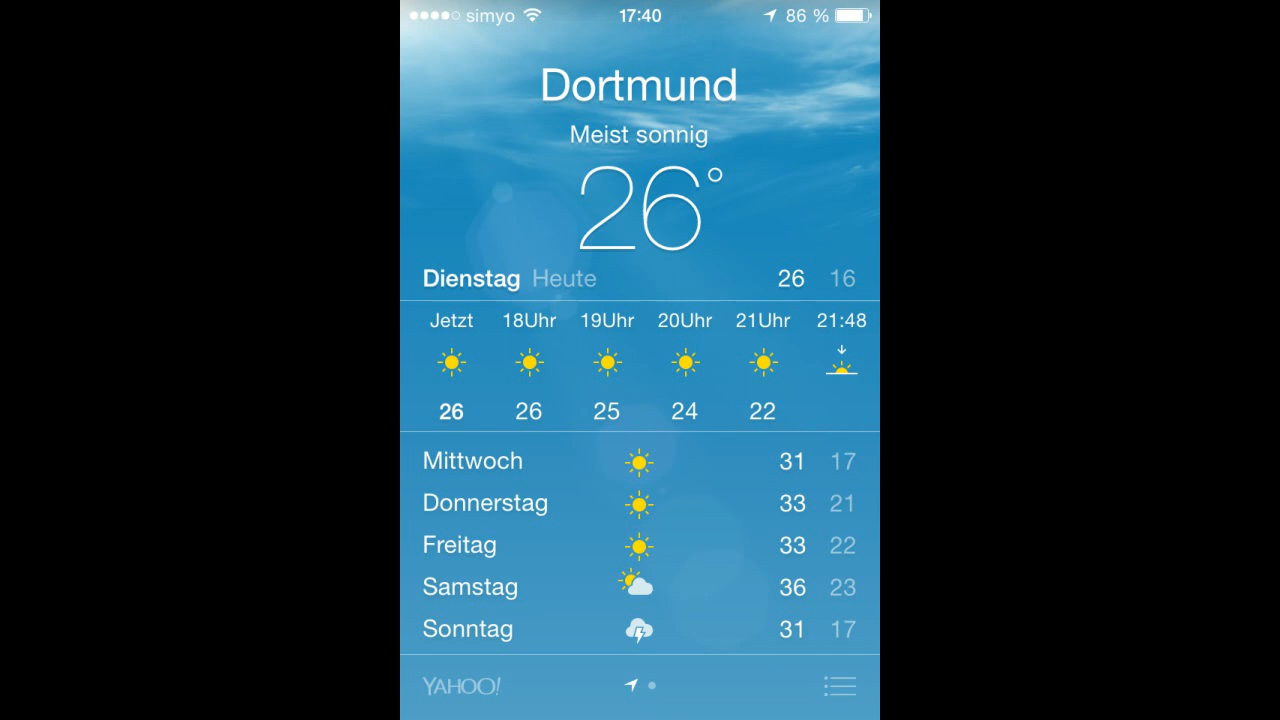 simyo 17:40 86 %
Dortmund
Meist sonnig
26°
Dienstag Heute 26 16
Jetzt 18Uhr 19Uhr 20Uhr 21Uhr 21:48
26 26 25 24 22
Mittwoch 31 17
Donnerstag 33 21
Freitag 33 22
Samstag 36 23
Sonntag 31 17
YAHOO!